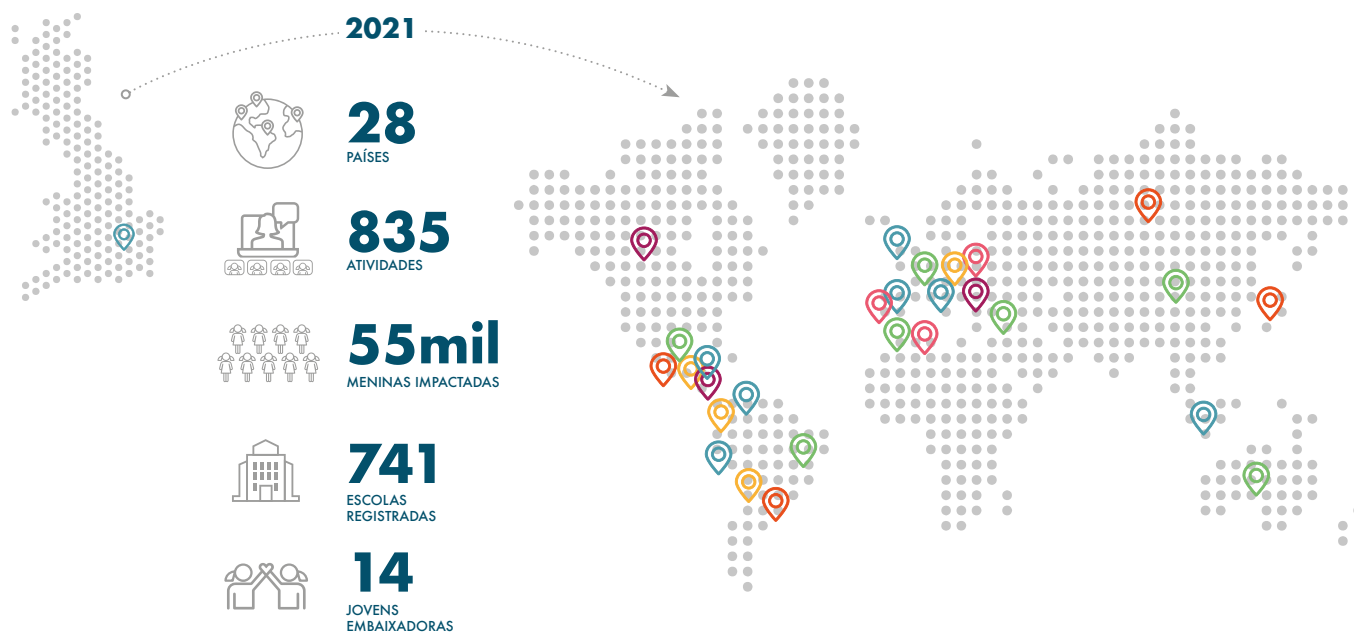 2021
28
PAÍSES
835
ATIVIDADES
55mil
MENINAS IMPACTADAS
741
ESCOLAS
REGISTRADAS
14
JOVENS
EMBAIXADORAS